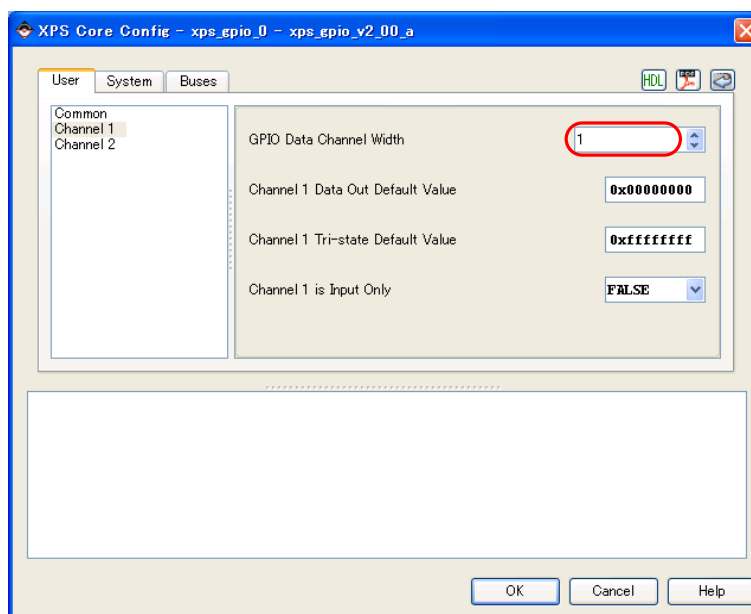 XPS Core Config - xps_gpio_0 - xps_gpio_v2_00_a
User System Buses
HDL
Common
Channel 1
Channel 2
GPIO Data Channel Width 1
Channel 1 Data Out Default Value 0x00000000
Channel 1 Tri-state Default Value 0xffffffff
Channel 1 is Input Only FALSE
OK Cancel Help